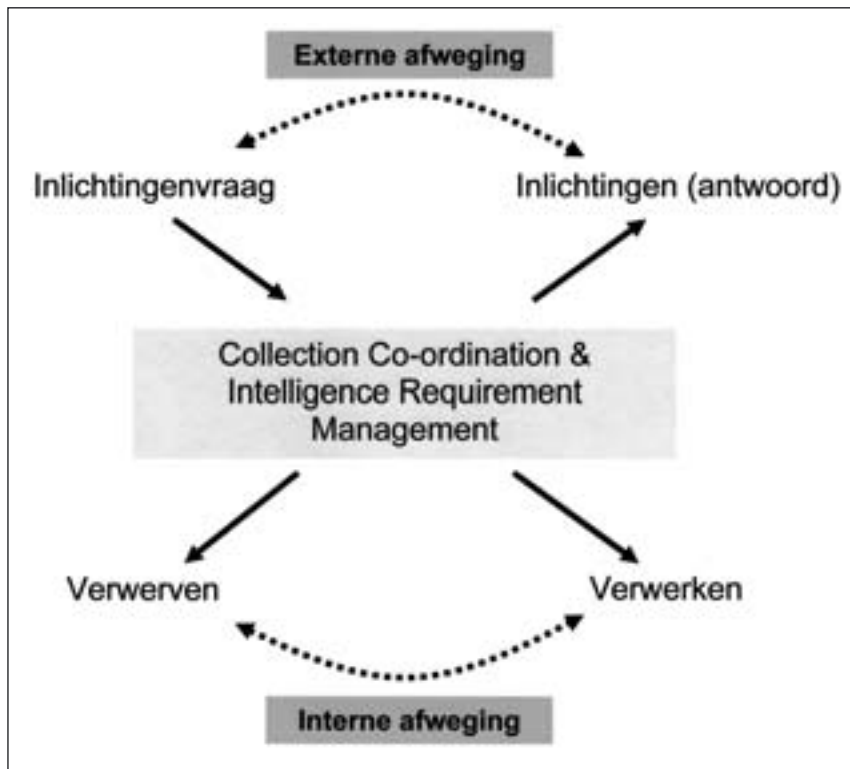 Externe afweging
Inlichtingenvraag
Inlichtingen (antwoord)
Collection Co-ordination &
Intelligence Requirement
Management
Verwerven
Verwerken
Interne afweging